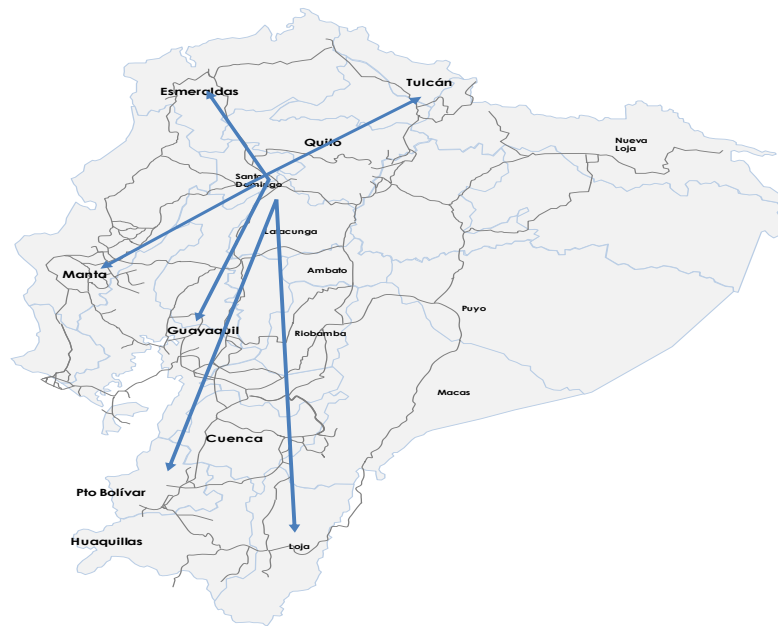 Tulcán
Esmeraldas
Quito
Nueva
Loja
Santo
Domingo
Latacunga
Ambato
Manta
Puyo
Guayaquil
Riobamba
Macas
Cuenca
Pto Bolívar
Huaquillas
Loja